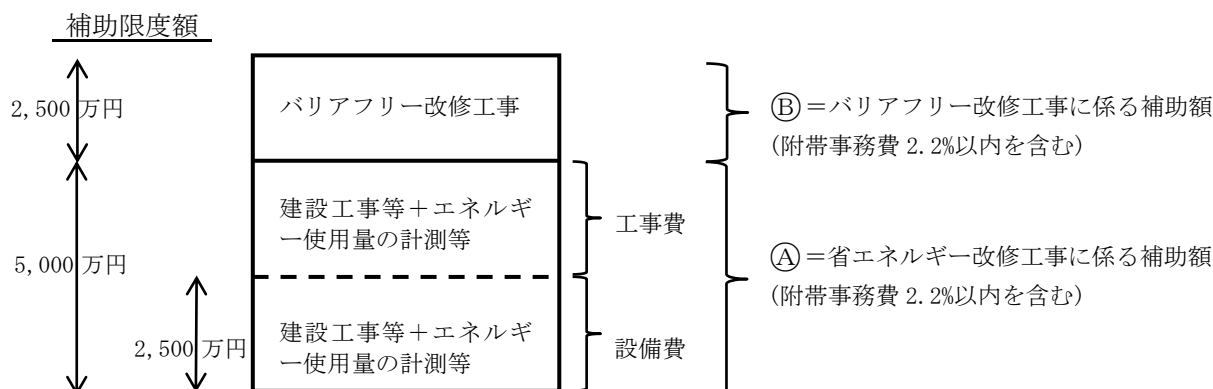 補助限度額
2,500 万円
バリアフリー改修工事
Ⓑ＝バリアフリー改修工事に係る補助額
(附帯事務費 2.2%以内を含む)
5,000 万円
建設工事等＋エネルギ
ー使用量の計測等
工事費
Ⓐ＝省エネルギー改修工事に係る補助額
(附帯事務費 2.2%以内を含む)
2,500 万円
建設工事等＋エネルギ
ー使用量の計測等
設備費